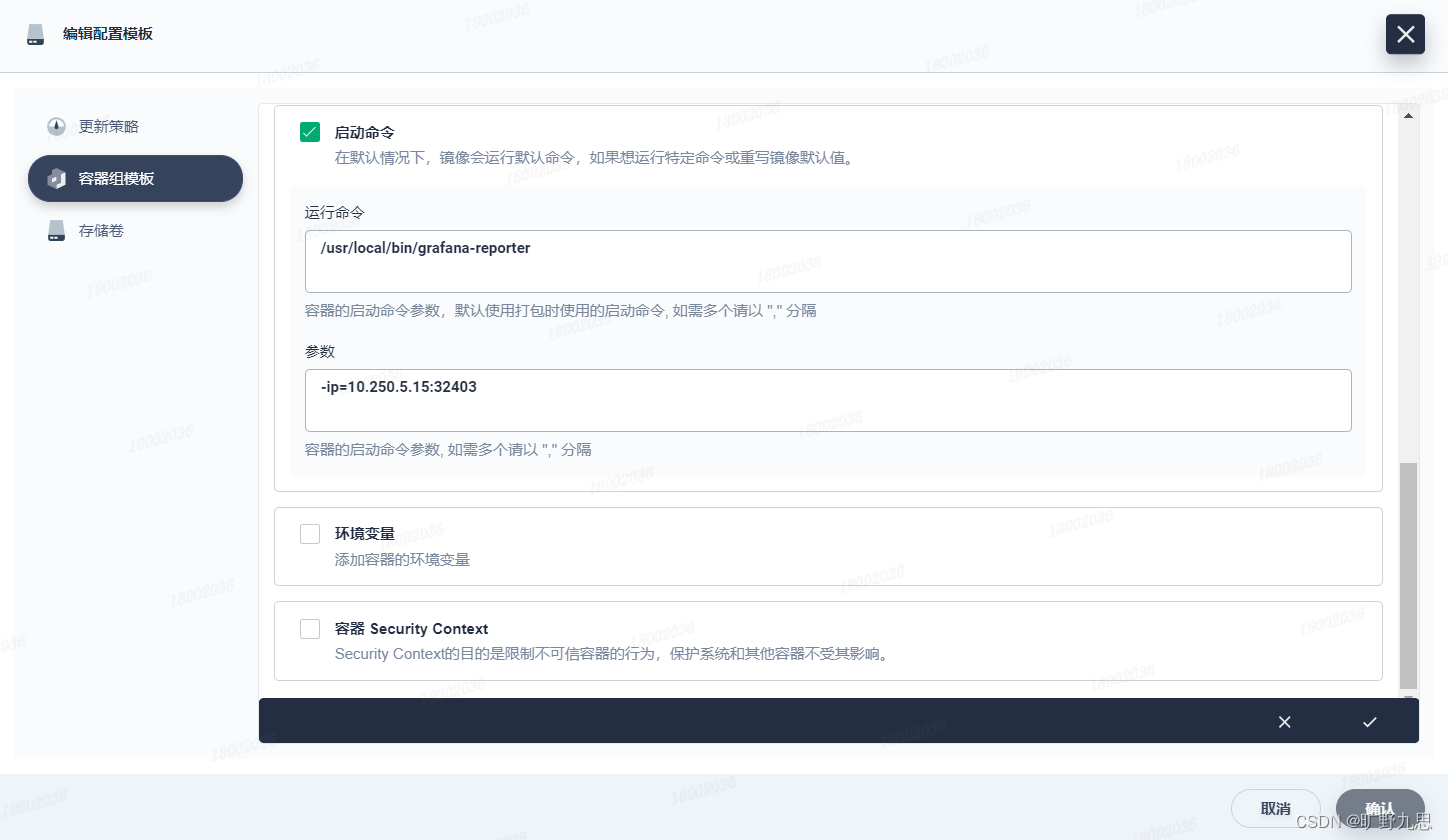 编辑配置模板
更新策略
容器组模板
存储卷
启动命令
在默认情况下，镜像会运行默认命令，如果想运行特定命令或重写镜像默认值。
运行命令
/usr/local/bin/grafana-reporter
容器的启动命令参数，默认使用打包时使用的启动命令, 如需多个请以 "," 分隔
参数
-ip=10.250.5.15:32403
容器的启动命令参数, 如需多个请以 "," 分隔
环境变量
添加容器的环境变量
容器 Security Context
Security Context的目的是限制不可信容器的行为，保护系统和其他容器不受其影响。
取消
确认
CSDN @旷野九思
18002036